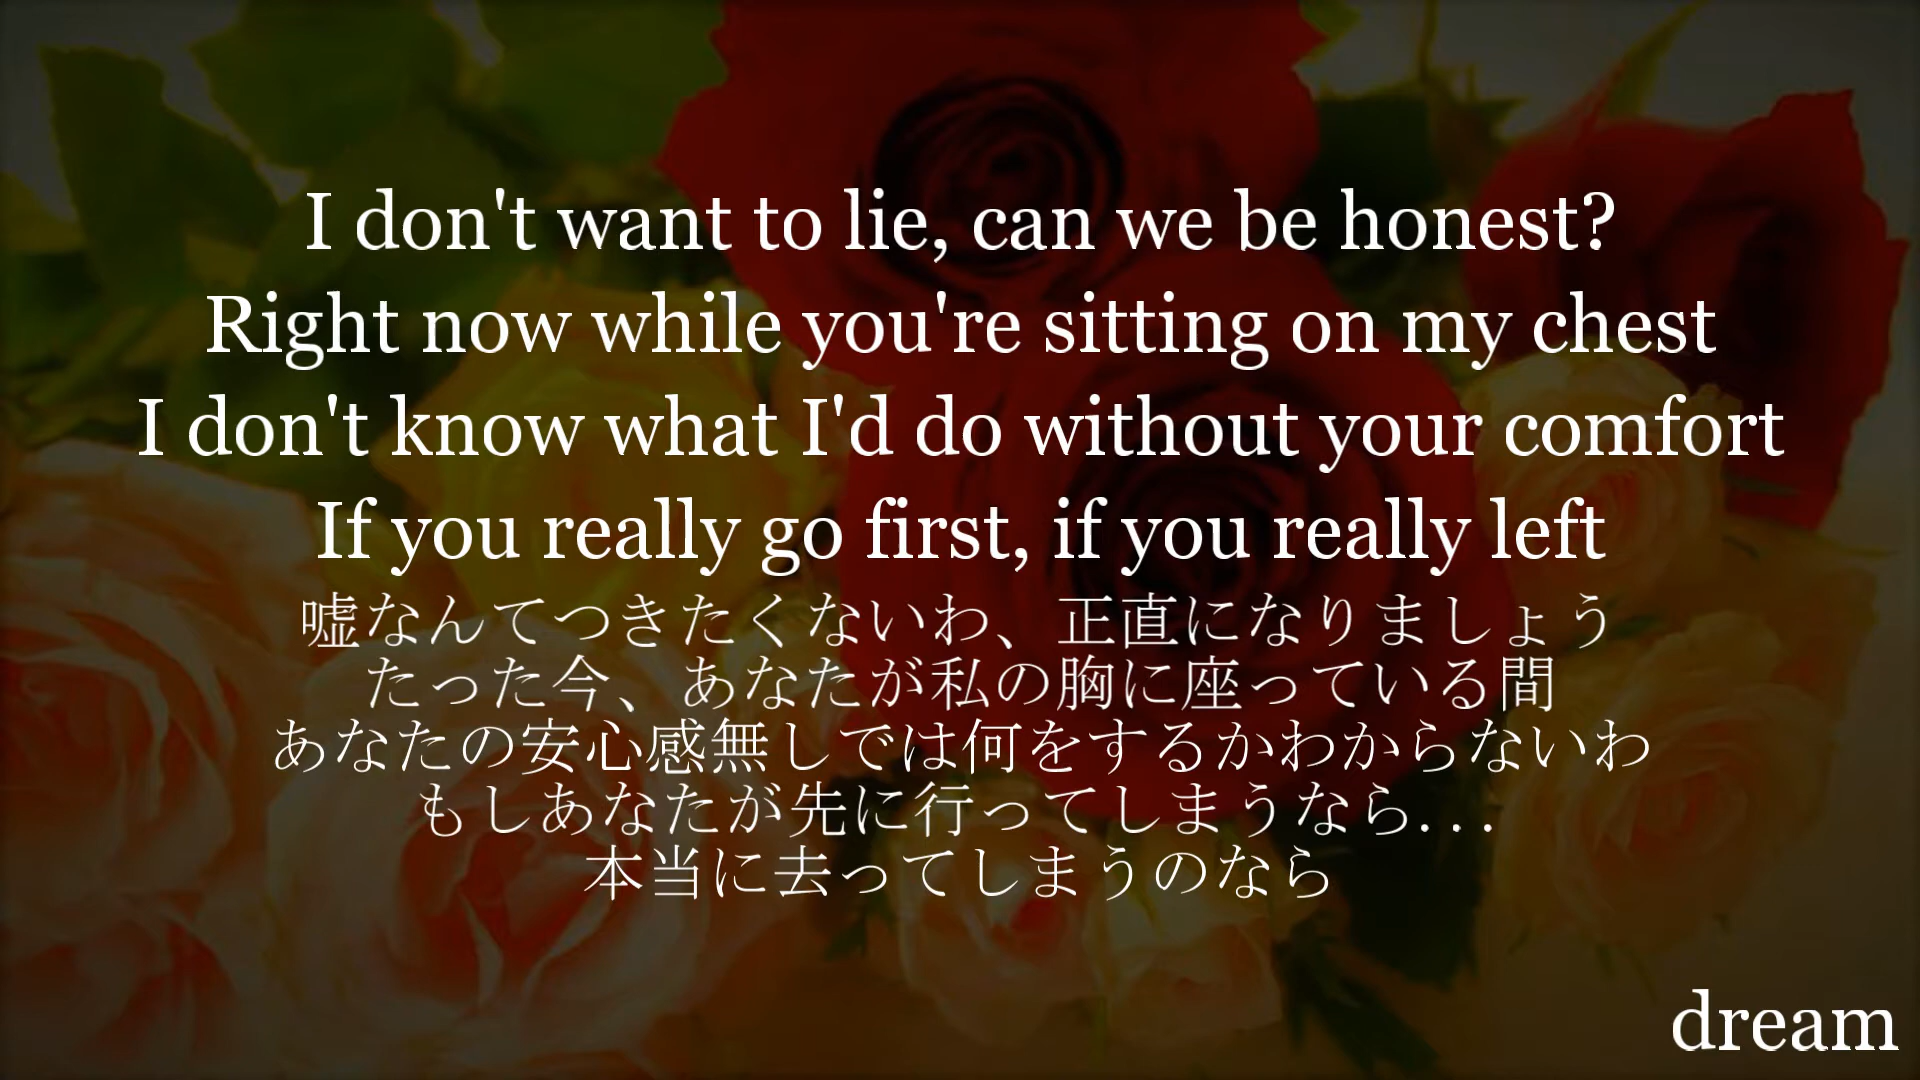 I don't want to lie, can we be honest?
Right now while you're sitting on my chest
I don't know what I'd do without your comfort
If you really go first, if you really left
嘘なんてつきたくないわ、正直になりましょう
たった今、あなたが私の胸に座っている間
あなたの安心感無しでは何をするかわからないわ
もしあなたが先に行ってしまうなら...
本当に去ってしまうのなら
dream